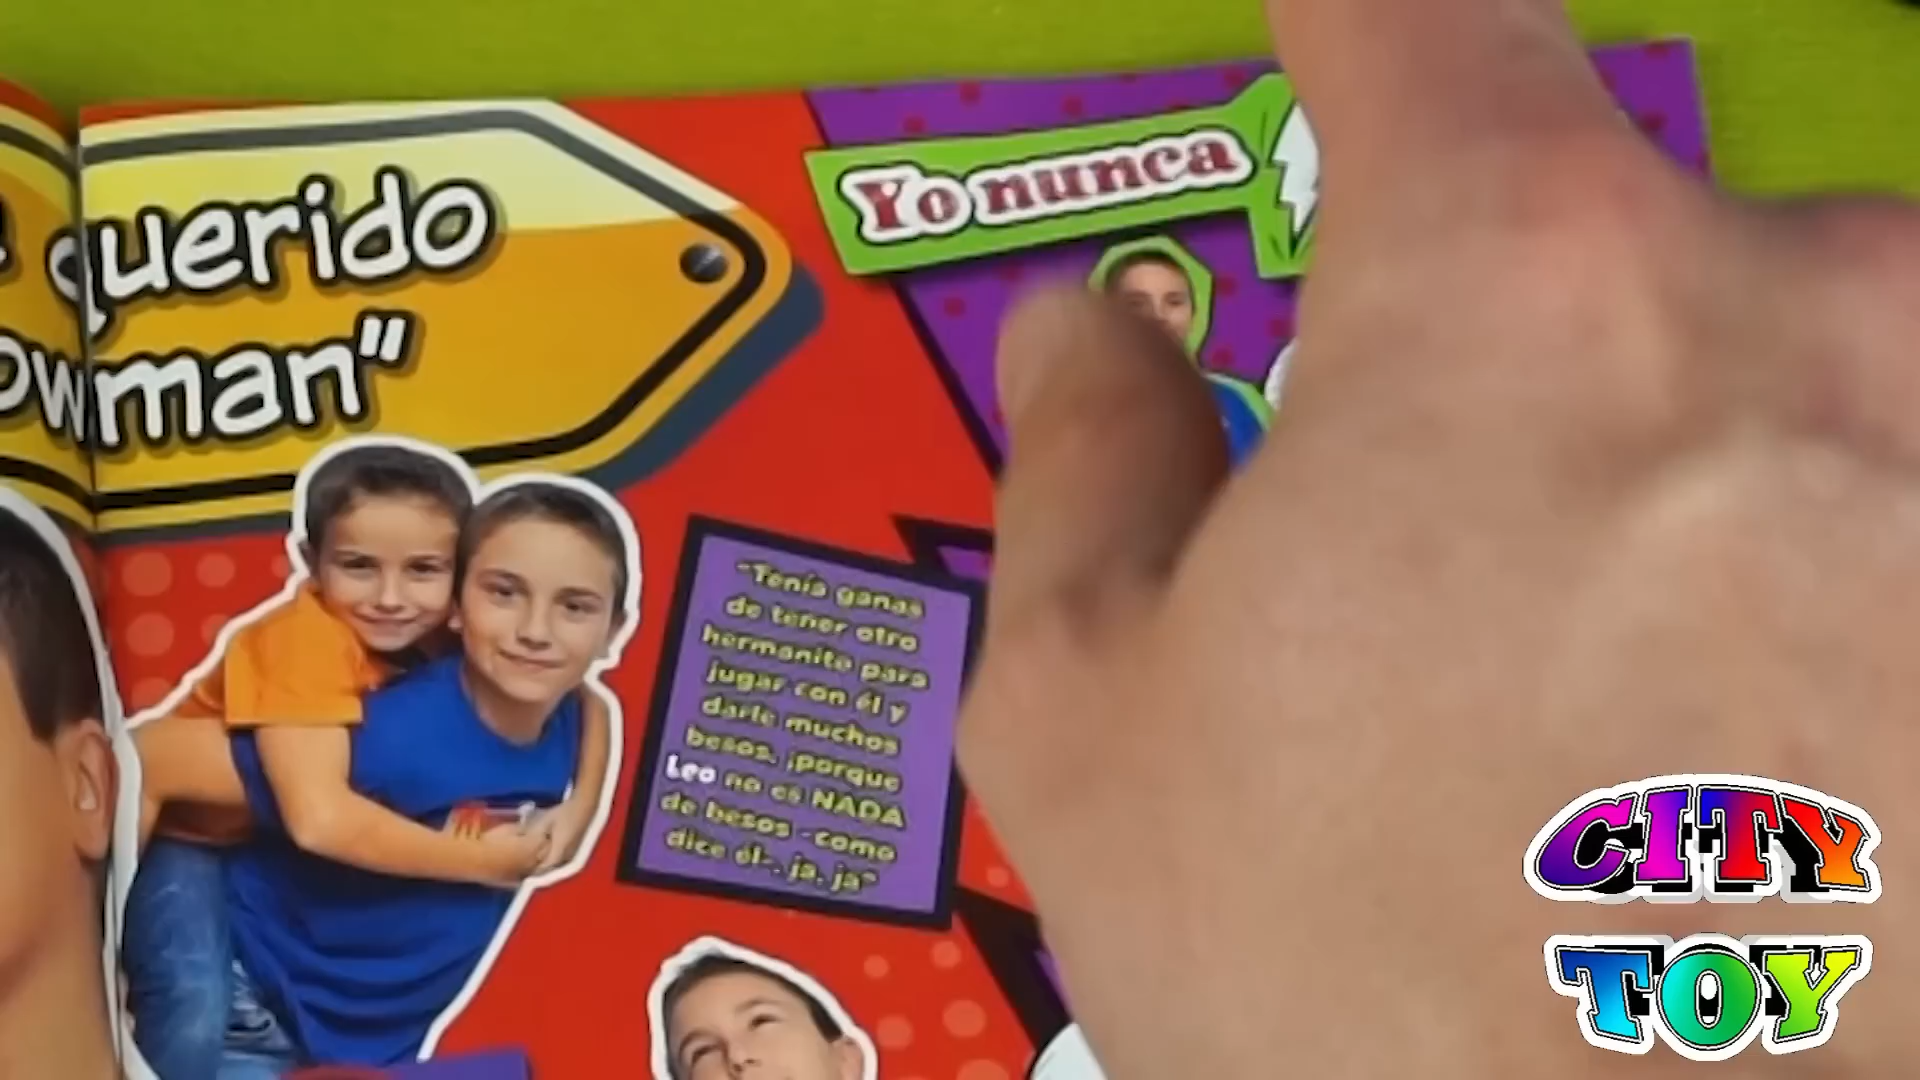 querido
owman"
Yo nunca
"Tenía ganas
de tener otro
hermanito para
jugar con él y
darle muchos
besos, ¡porque
Leo no es NADA
de besos -como
dice él-, ja, ja"
CITY
TOY